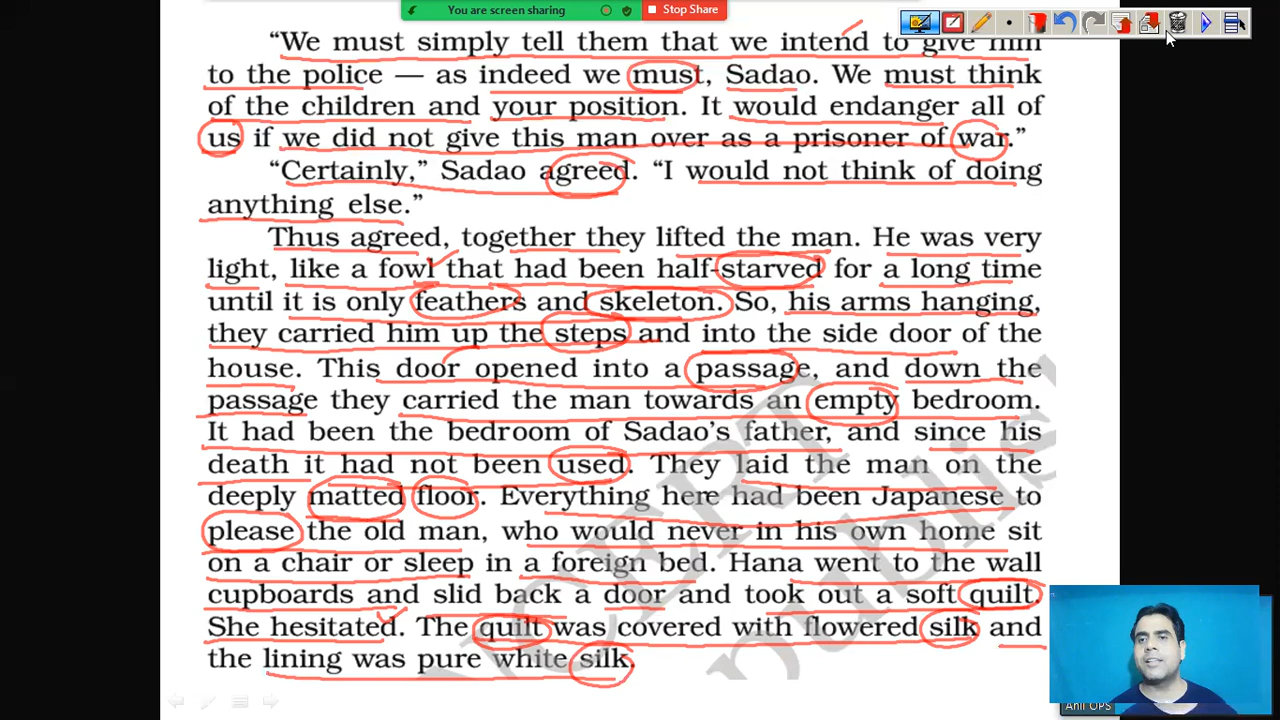 You are screen sharing
Stop Share
“We must simply tell them that we intend to give him
to the police — as indeed we must, Sadao. We must think
of the children and your position. It would endanger all of
us if we did not give this man over as a prisoner of war.”
“Certainly,” Sadao agreed. “I would not think of doing
anything else.”
Thus agreed, together they lifted the man. He was very
light, like a fowl that had been half-starved for a long time
until it is only feathers and skeleton. So, his arms hanging,
they carried him up the steps and into the side door of the
house. This door opened into a passage, and down the
passage they carried the man towards an empty bedroom.
It had been the bedroom of Sadao’s father, and since his
death it had not been used. They laid the man on the
deeply matted floor. Everything here had been Japanese to
please the old man, who would never in his own home sit
on a chair or sleep in a foreign bed. Hana went to the wall
cupboards and slid back a door and took out a soft quilt.
She hesitated. The quilt was covered with flowered silk and
the lining was pure white silk.
NCERT
publis
Anil OPS